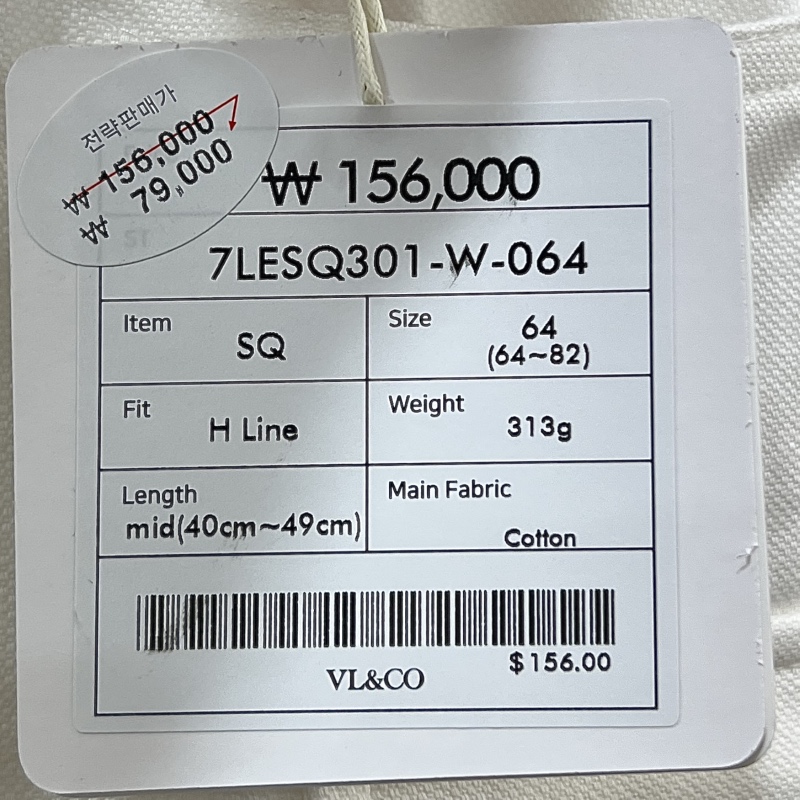 전략판매가
₩ 156,000
₩ 79,000
₩ 156,000
ST
7LESQ301-W-064
Item
SQ
Size
64
(64~82)
Fit
H Line
Weight
313g
Length
mid(40cm~49cm)
Main Fabric
Cotton
$156.00
VL&CO